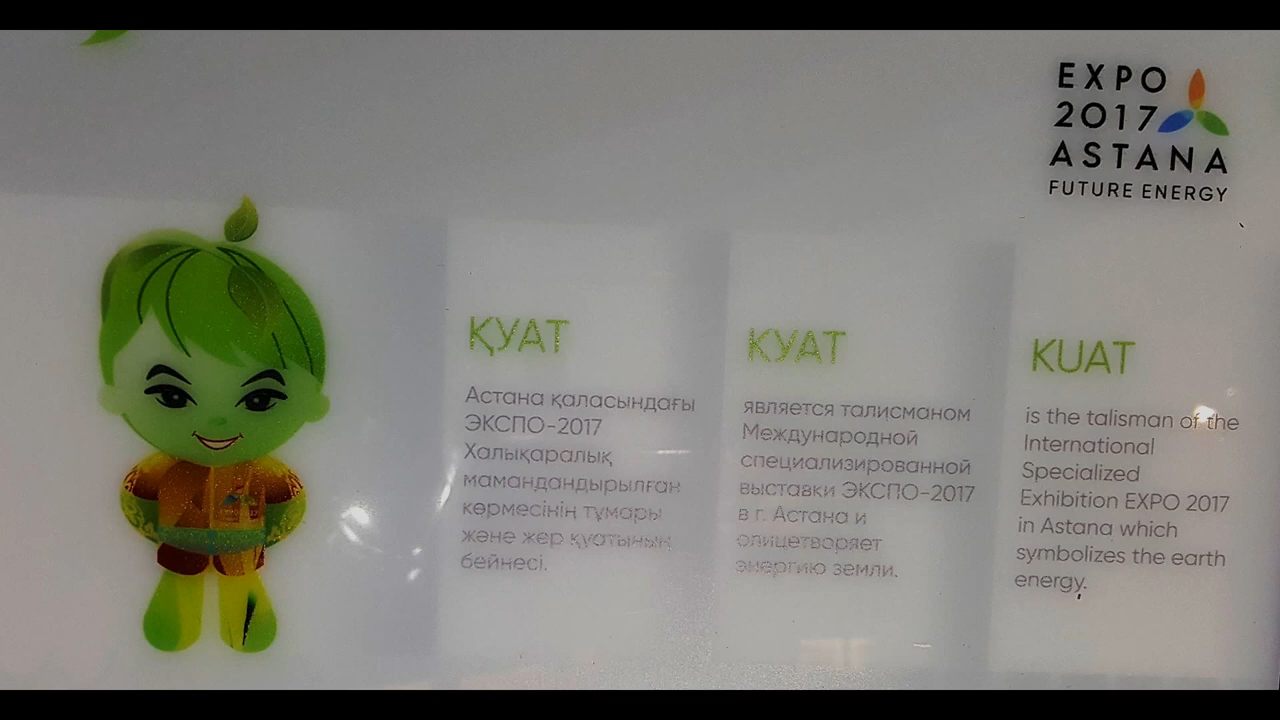 EXPO
2017
ASTANA
FUTURE ENERGY
ҚУАТ
Астана қаласындағы
ЭКСПО-2017
Халықаралық
мамандандырылған
көрмесінің тұмары
және жер қуатының
бейнесі.
КУАТ
является талисманом
Международной
специализированной
выставки ЭКСПО-2017
в г. Астана и
олицетворяет
энергию земли.
KUAT
is the talisman of the
International
Specialized
Exhibition EXPO 2017
in Astana which
symbolizes the earth
energy.